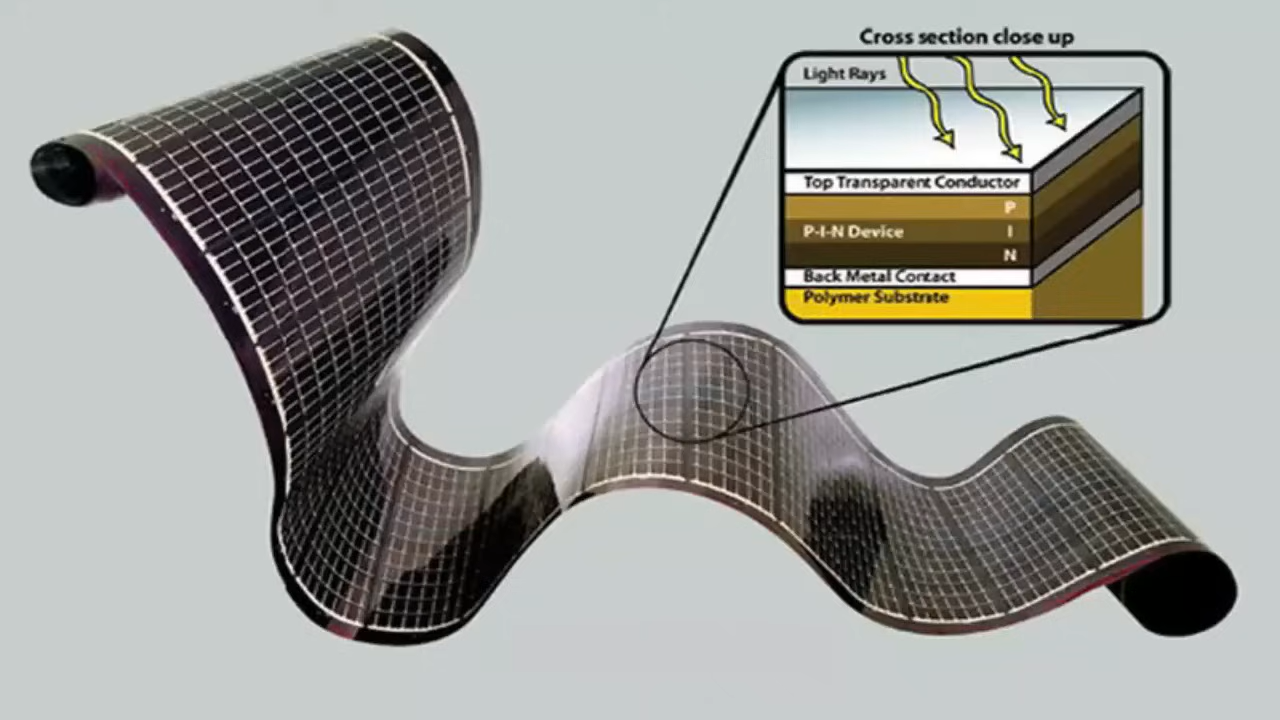 Cross section close up
Light Rays
Top Transparent Conductor
P
P-I-N Device I
N
Back Metal Contact
Polymer Substrate